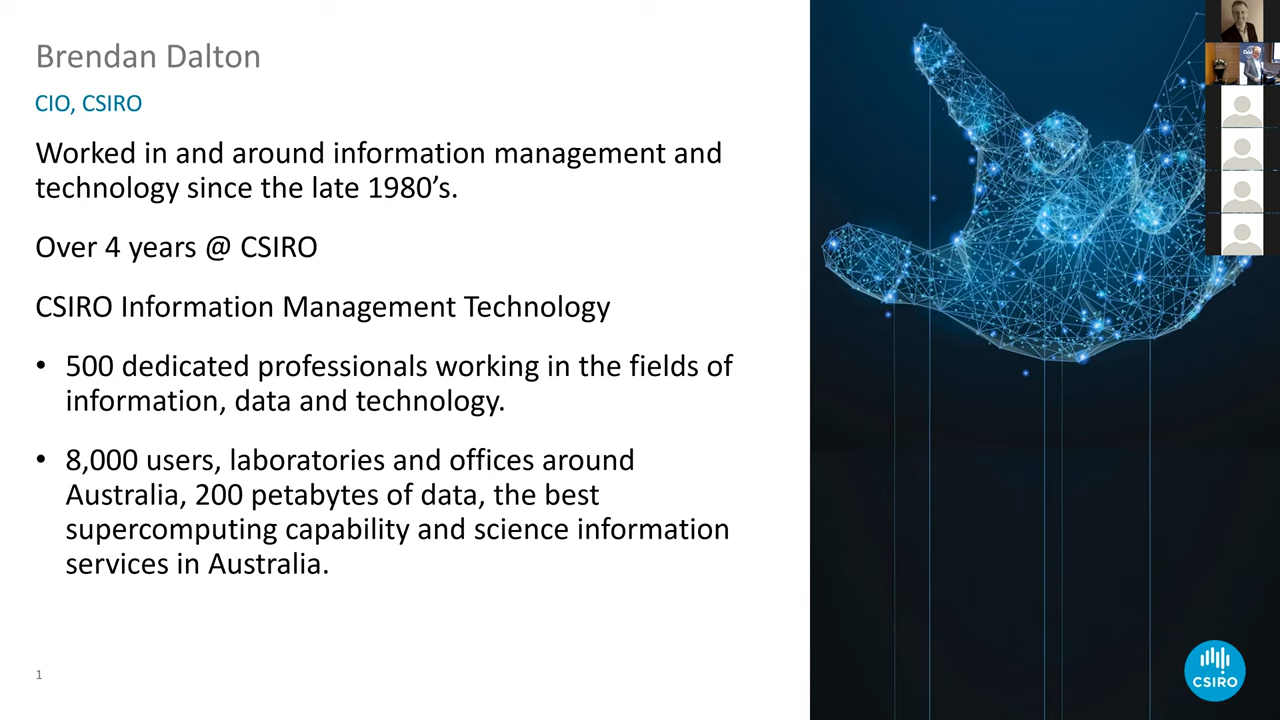 Brendan Dalton
CIO, CSIRO
Worked in and around information management and
technology since the late 1980’s.
Over 4 years @ CSIRO
CSIRO Information Management Technology
• 500 dedicated professionals working in the fields of
information, data and technology.
• 8,000 users, laboratories and offices around
Australia, 200 petabytes of data, the best
supercomputing capability and science information
services in Australia.
1
CSIRO